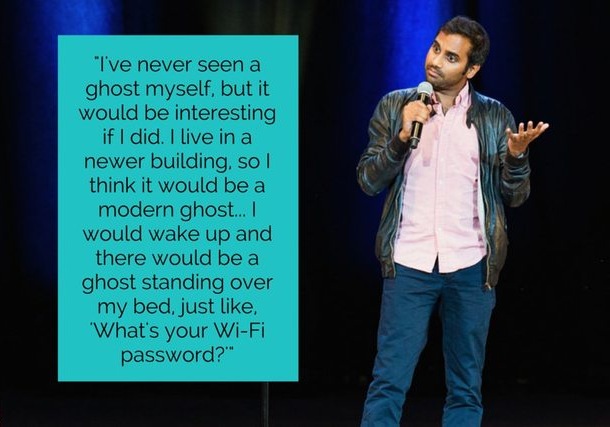 "I've never seen a
ghost myself, but it
would be interesting
if I did. I live in a
newer building, so I
think it would be a
modern ghost... I
would wake up and
there would be a
ghost standing over
my bed, just like,
'What's your Wi-Fi
password?'"